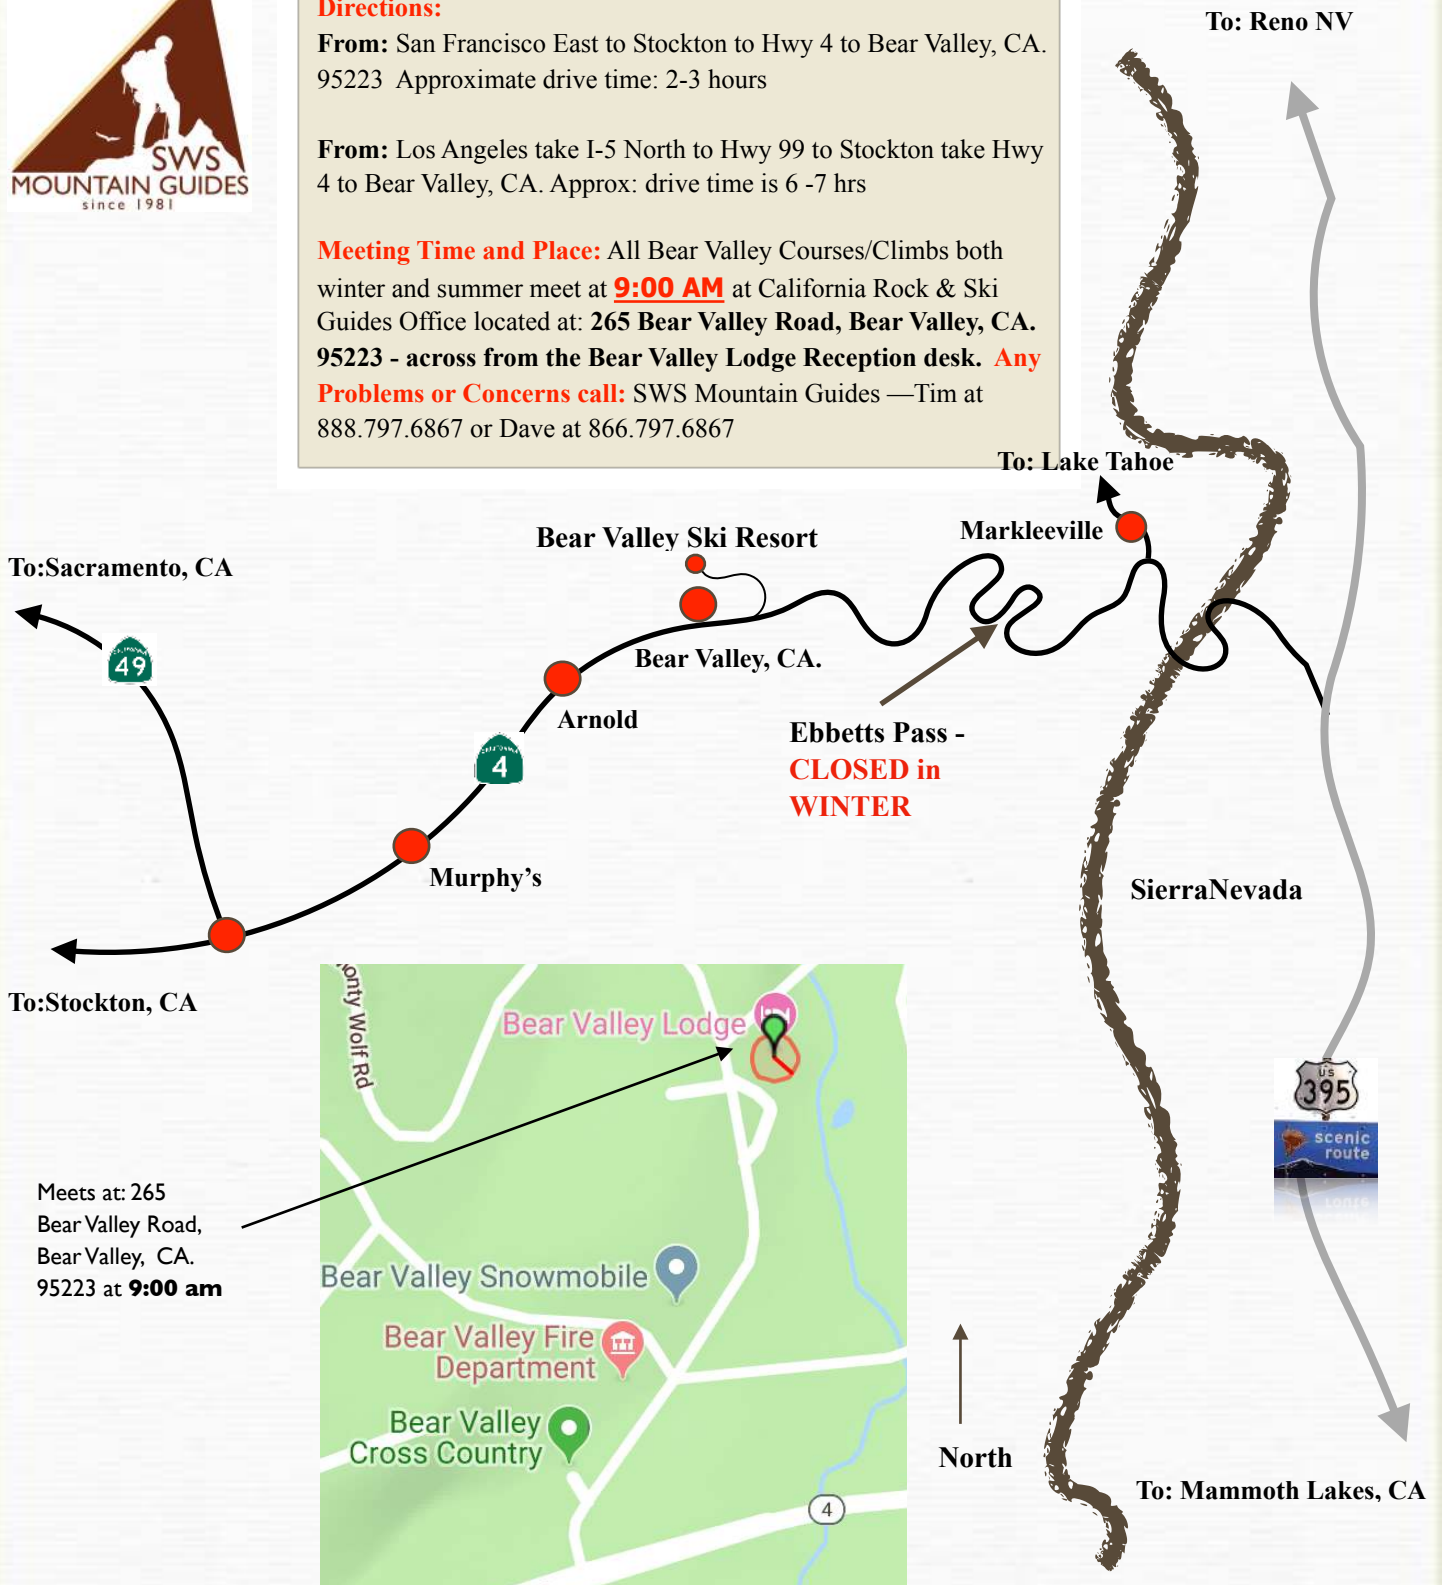 Directions:
From: San Francisco East to Stockton to Hwy 4 to Bear Valley, CA.
95223  Approximate drive time: 2-3 hours
From: Los Angeles take I-5 North to Hwy 99 to Stockton take Hwy
4 to Bear Valley, CA. Approx: drive time is 6 -7 hrs
Meeting Time and Place: All Bear Valley Courses/Climbs both
winter and summer meet at 9:00 AM at California Rock & Ski
Guides Office located at: 265 Bear Valley Road, Bear Valley, CA.
95223 - across from the Bear Valley Lodge Reception desk.  Any
Problems or Concerns call: SWS Mountain Guides —Tim at
888.797.6867 or Dave at 866.797.6867
SWS
MOUNTAIN GUIDES
since 1981
To: Reno NV
To: Lake Tahoe
Markleeville
Bear Valley Ski Resort
To:Sacramento, CA
49
Bear Valley, CA.
Arnold
4
Ebbetts Pass -
CLOSED in
WINTER
Murphy’s
SierraNevada
To:Stockton, CA
onty Wolf Rd
Bear Valley Lodge
US
395
scenic
route
Meets at: 265
Bear Valley Road,
Bear Valley,  CA.
95223 at 9:00 am
Bear Valley Snowmobile
Bear Valley Fire
Department
Bear Valley
Cross Country
4
North
To: Mammoth Lakes, CA